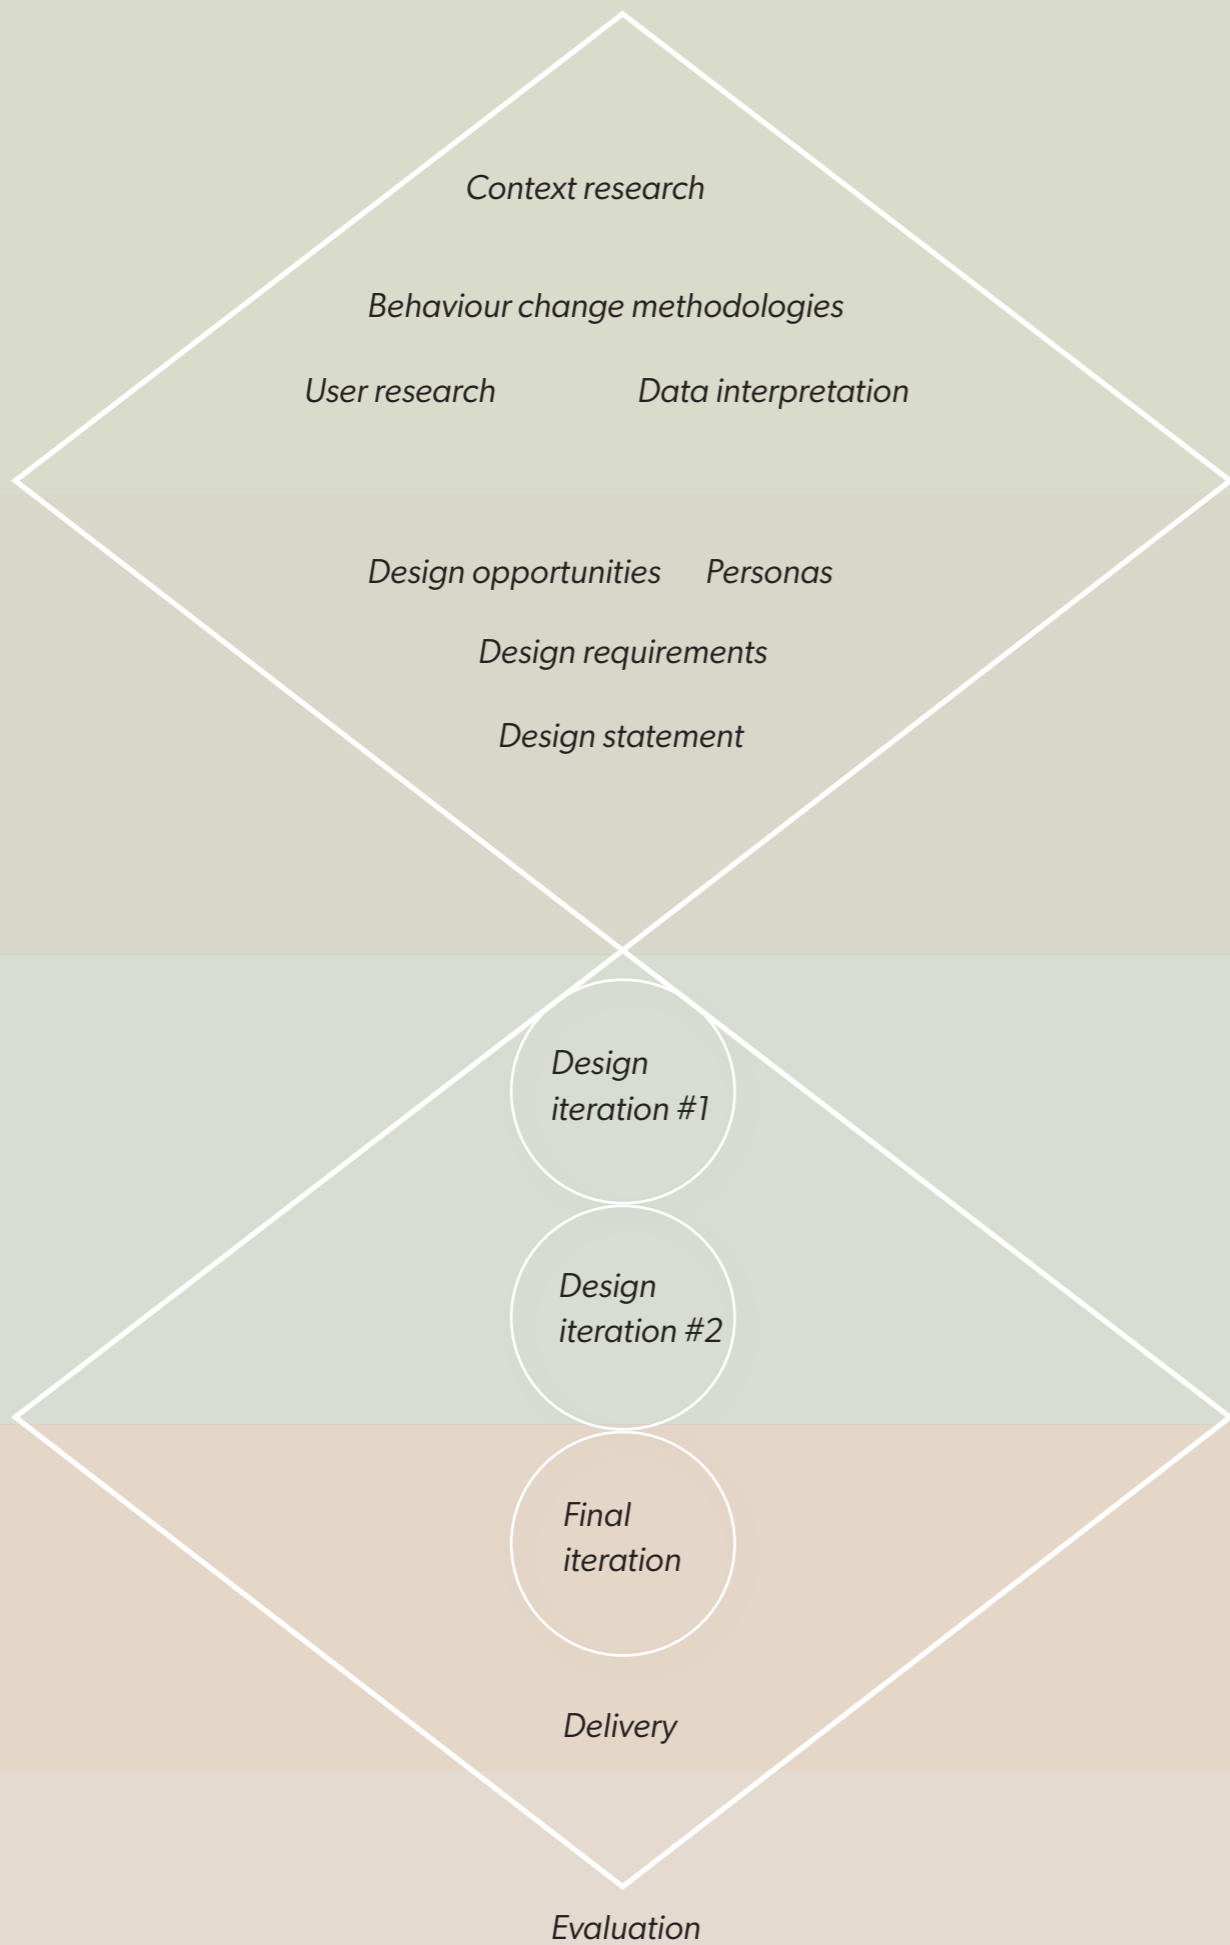 Context research
Behaviour change methodologies
User research
Data interpretation
Design opportunities
Personas
Design requirements
Design statement
Design
iteration #1
Design
iteration #2
Final
iteration
Delivery
Evaluation